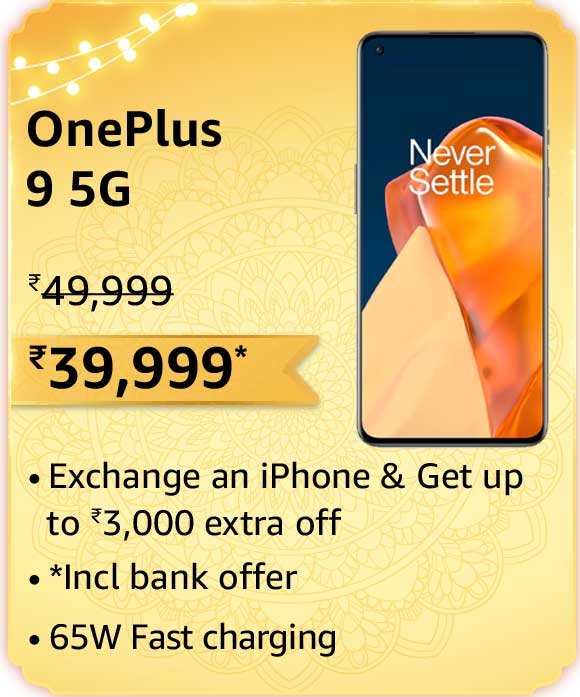 OnePlus
9 5G
₹49,999
₹39,999*
Never
Settle
• Exchange an iPhone & Get up
to ₹3,000 extra off
• *Incl bank offer
• 65W Fast charging